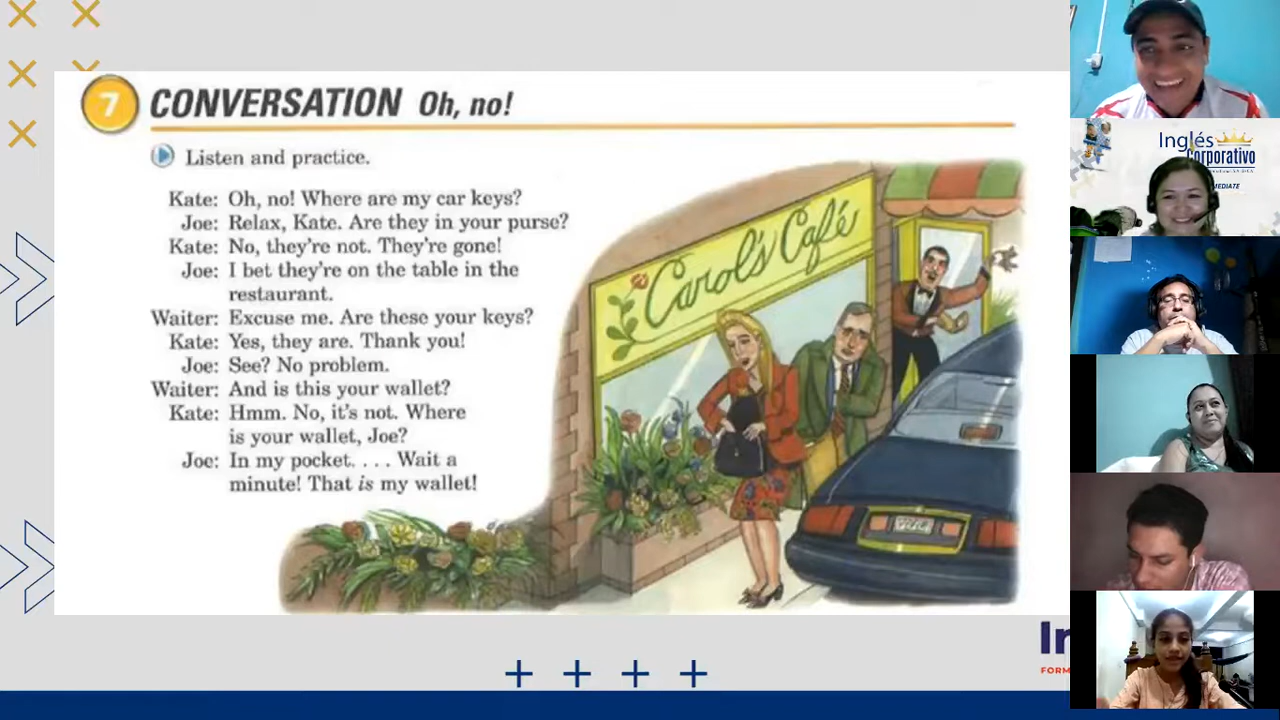 7 CONVERSATION Oh, no!
Listen and practice.
Kate: Oh, no! Where are my car keys?
Joe: Relax, Kate. Are they in your purse?
Kate: No, they're not. They're gone!
Joe: I bet they're on the table in the
restaurant.
Waiter: Excuse me. Are these your keys?
Kate: Yes, they are. Thank you!
Joe: See? No problem.
Waiter: And is this your wallet?
Kate: Hmm. No, it's not. Where
is your wallet, Joe?
Joe: In my pocket. . . . Wait a
minute! That is my wallet!
Carol's Café
Inglés
Corporativo
In
FORM